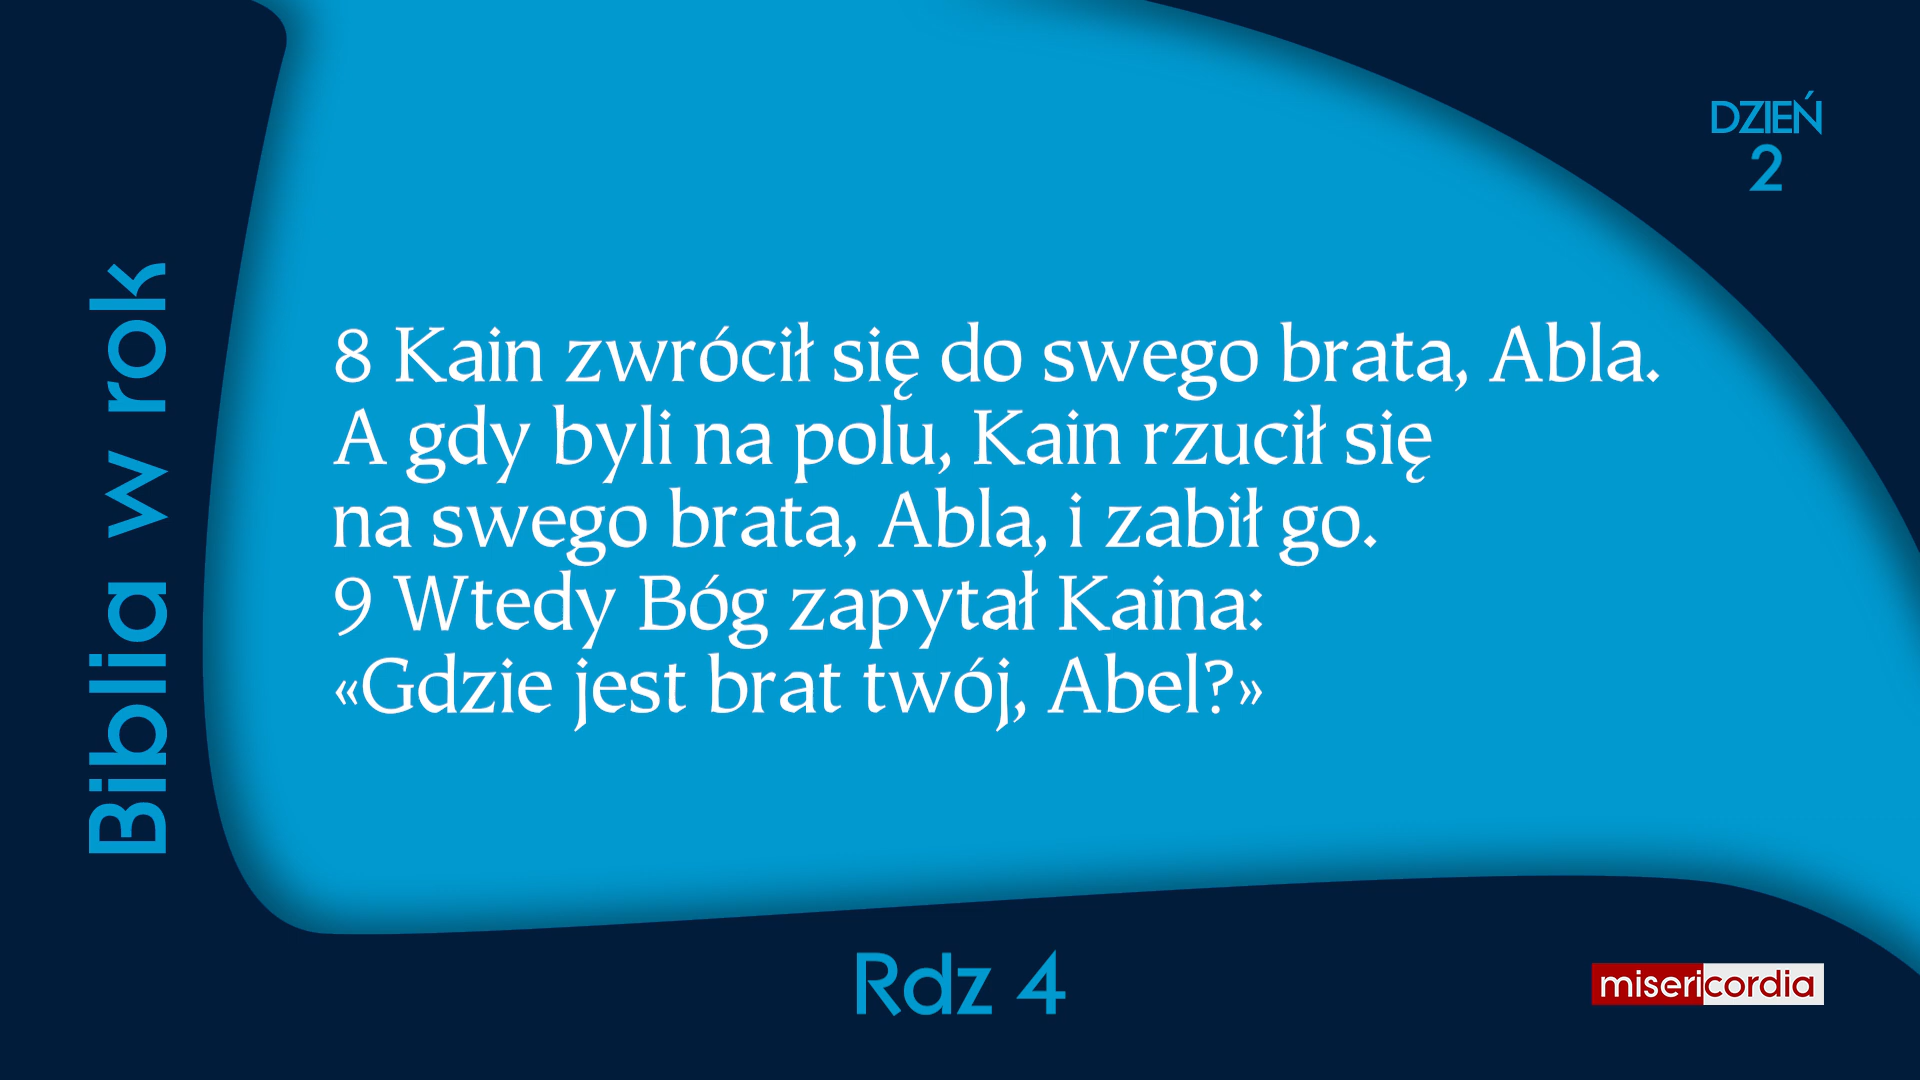 DZIEŃ
2
Biblia w rok
8 Kain zwrócił się do swego brata, Abla.
A gdy byli na polu, Kain rzucił się
na swego brata, Abla, i zabił go.
9 Wtedy Bóg zapytał Kaina:
«Gdzie jest brat twój, Abel?»
Rdz 4
misericordia